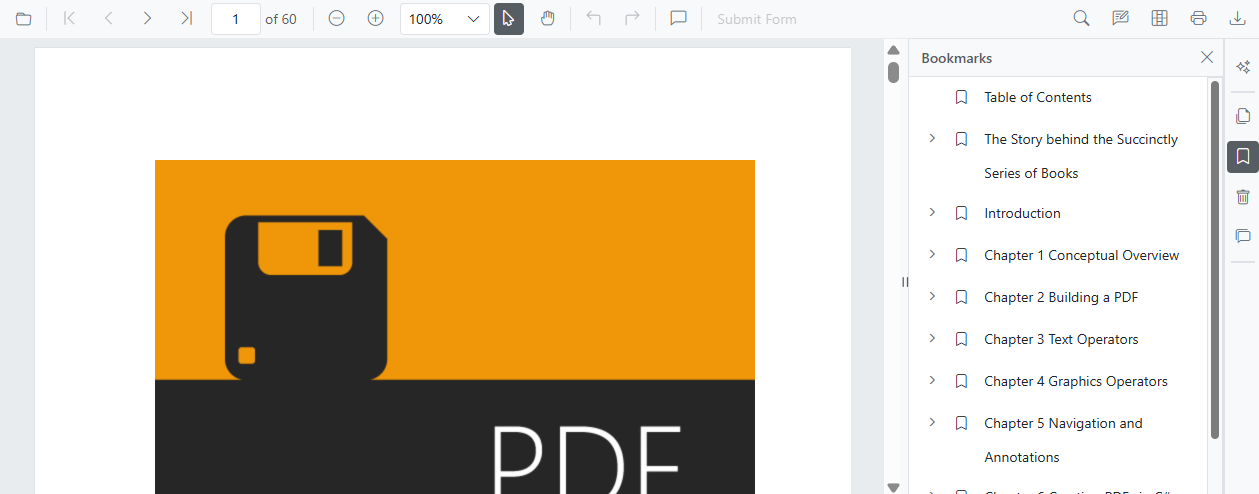 1 of 60 100% Submit Form
Bookmarks
Table of Contents
The Story behind the Succinctly
Series of Books
Introduction
Chapter 1 Conceptual Overview
Chapter 2 Building a PDF
Chapter 3 Text Operators
Chapter 4 Graphics Operators
Chapter 5 Navigation and
Annotations
PDF